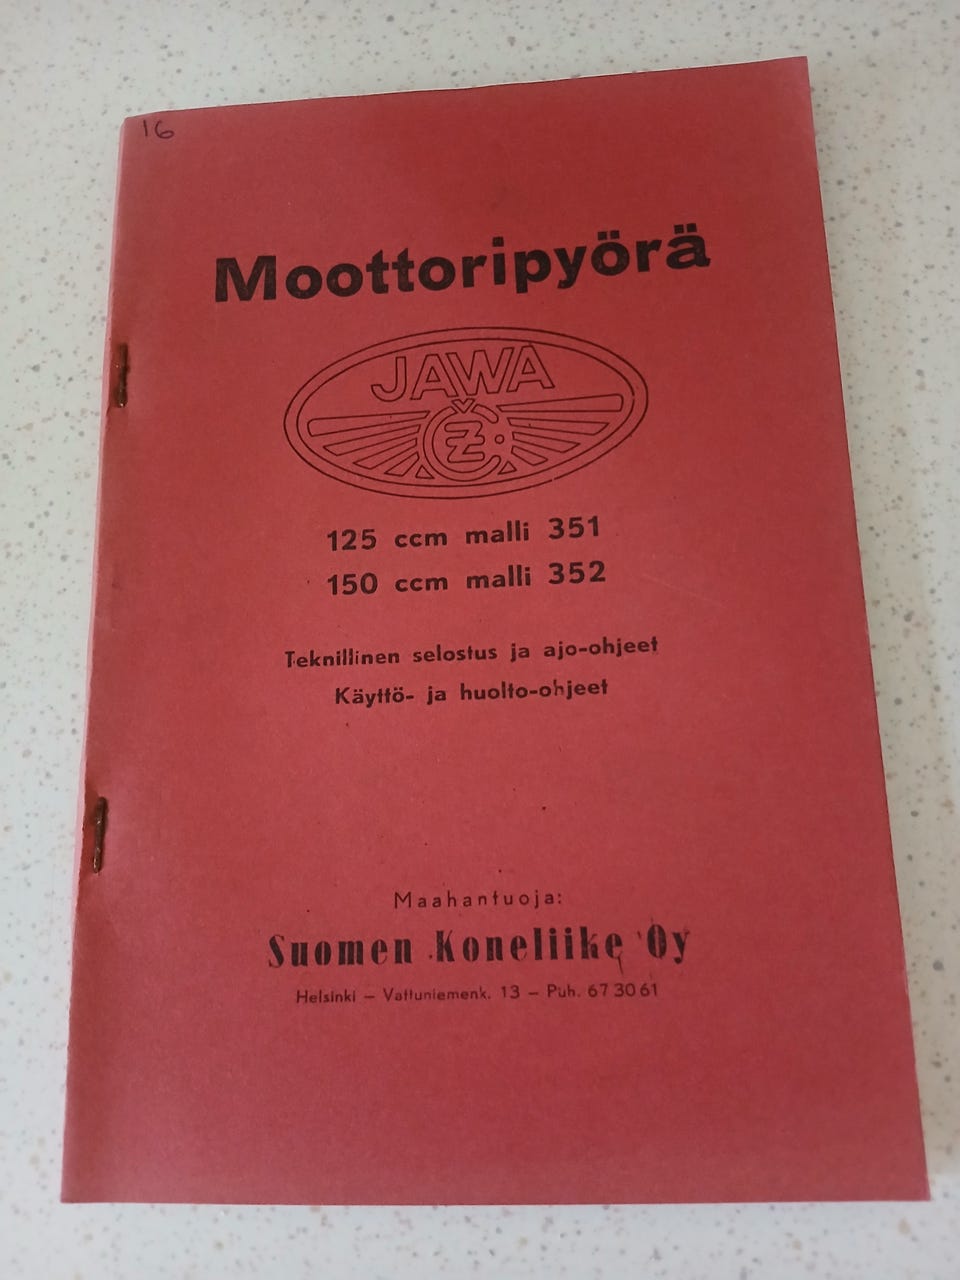 16
Moottoripyörä
JAWA
ČZ
125 ccm malli 351
150 ccm malli 352
Teknillinen selostus ja ajo-ohjeet
Käyttö- ja huolto-ohjeet
Maahantuoja:
Suomen Koneliike Oy
Helsinki – Vattuniemenk. 13 – Puh. 67 30 61